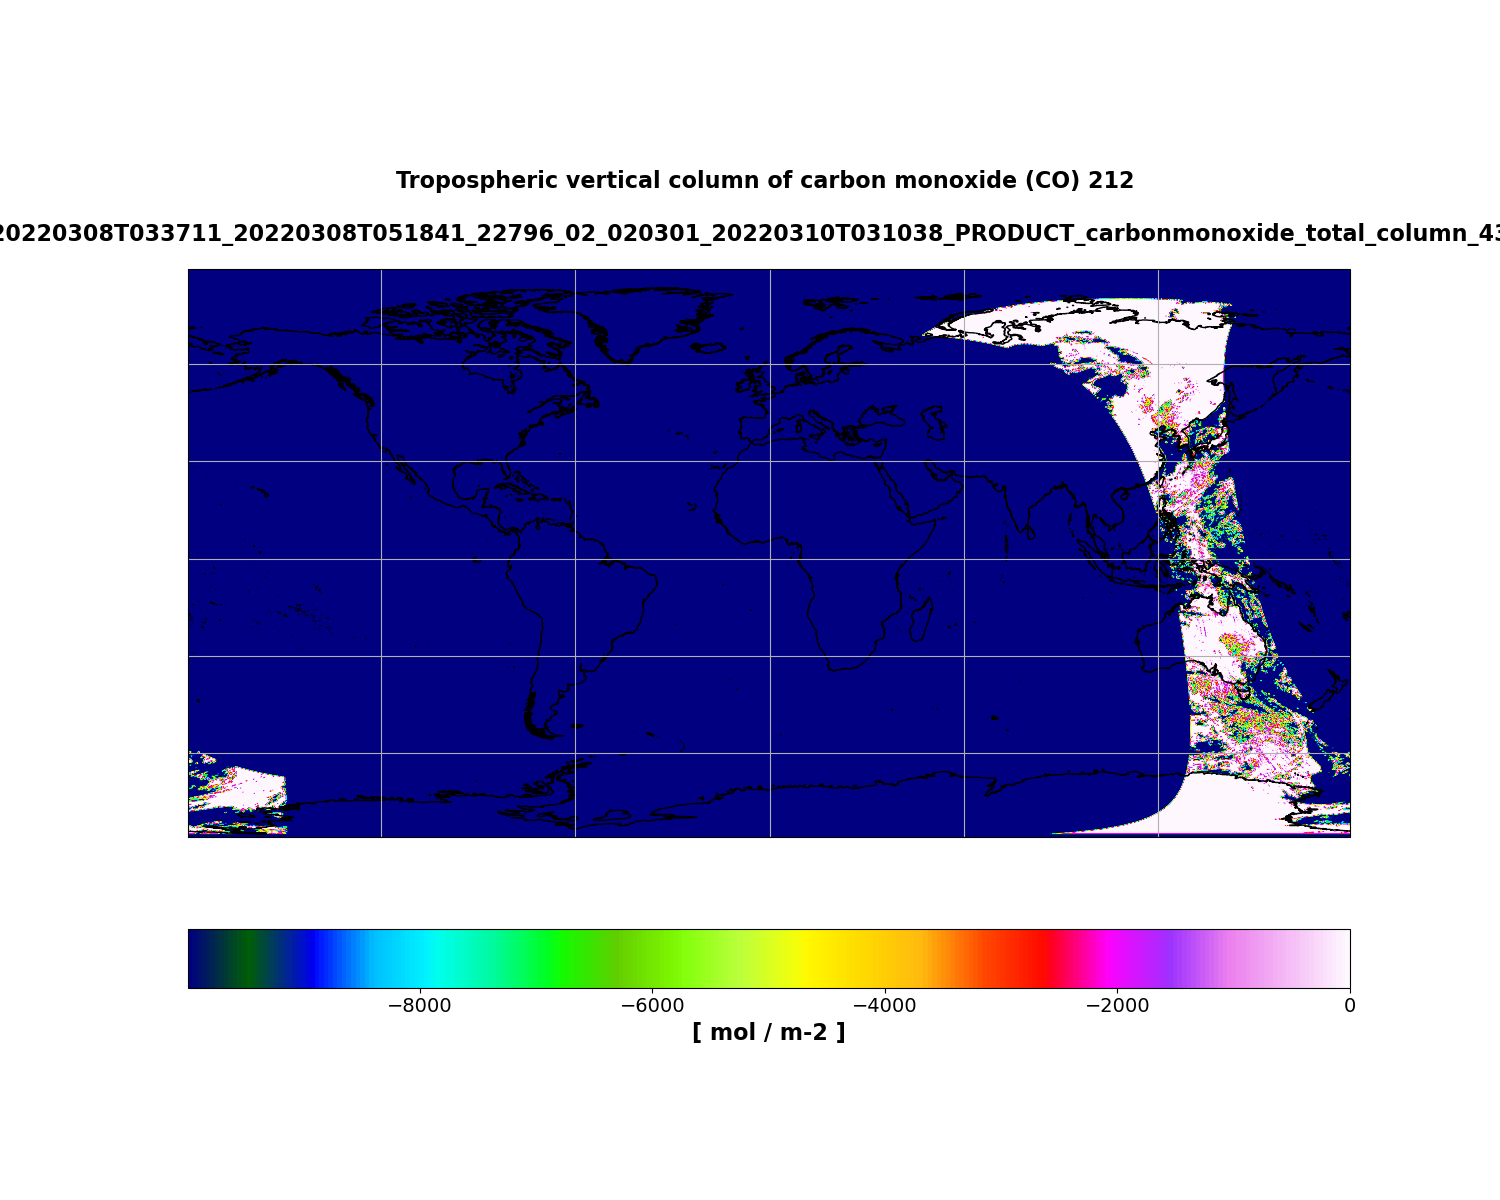 Tropospheric vertical column of carbon monoxide (CO) 212
20220308T033711_20220308T051841_22796_02_020301_20220310T031038_PRODUCT_carbonmonoxide_total_column_43
−8000 −6000 −4000 −2000 0
[ mol / m-2 ]